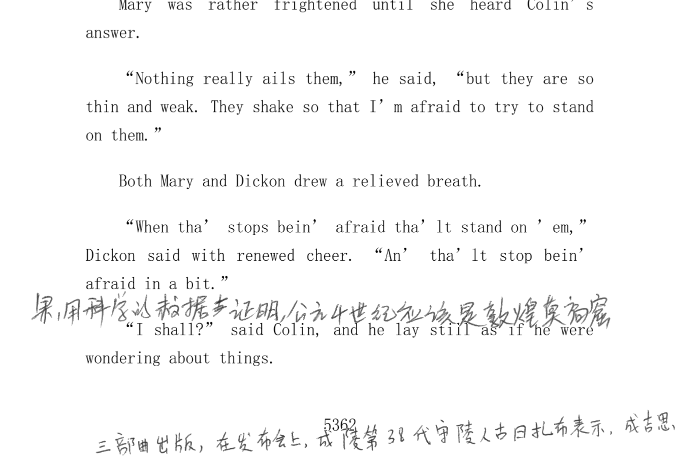 Mary was rather frightened until she heard Colin’s
answer.
“Nothing really ails them,” he said, “but they are so
thin and weak. They shake so that I’m afraid to try to stand
on them.”
Both Mary and Dickon drew a relieved breath.
“When tha’ stops bein’ afraid tha’lt stand on ’em,”
Dickon said with renewed cheer. “An’ tha’lt stop bein’
afraid in a bit.”
果,用科学的数据去证明,公元4世纪应该是敦煌莫高窟
“I shall?” said Colin, and he lay still as if he were
wondering about things.
5362
三部曲出版，在发布会上，成陵第38代守陵人古日扎布表示，成吉思